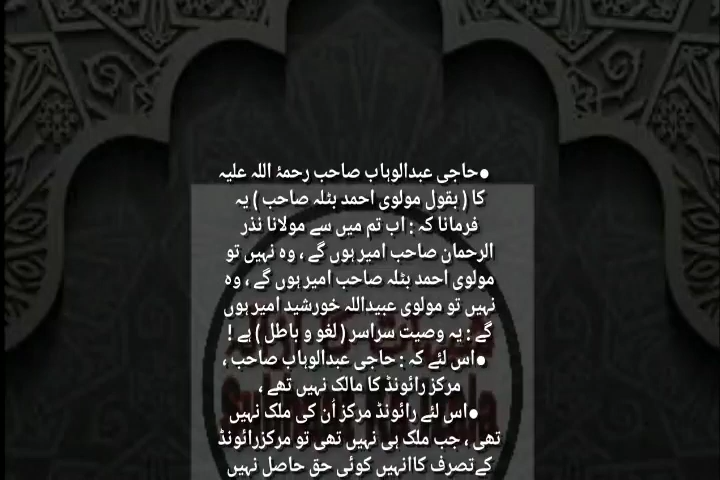 ●حاجی عبدالوہاب صاحب رحمۂ اللہ علیہ
کا ( بقول مولوی احمد بٹلہ صاحب ) یہ
فرمانا کہ : اب تم میں سے مولانا نذر
الرحمان صاحب امیر ہوں گے ، وہ نہیں تو
مولوی احمد بٹلہ صاحب امیر ہوں گے ، وہ
نہیں تو مولوی عبیداللہ خورشید امیر ہوں
گے : یہ وصیت سراسر ( لغو و باطل ) ہے !
●اس لئے کہ : حاجی عبدالوہاب صاحب ،
مرکز رائونڈ کا مالک نہیں تھے ،
●اس لئے رائونڈ مرکز اُن کی ملک نہیں
تھی ، جب ملک ہی نہیں تھی تو مرکزرائونڈ
کےتصرف کاانہیں کوئی حق حاصل نہیں